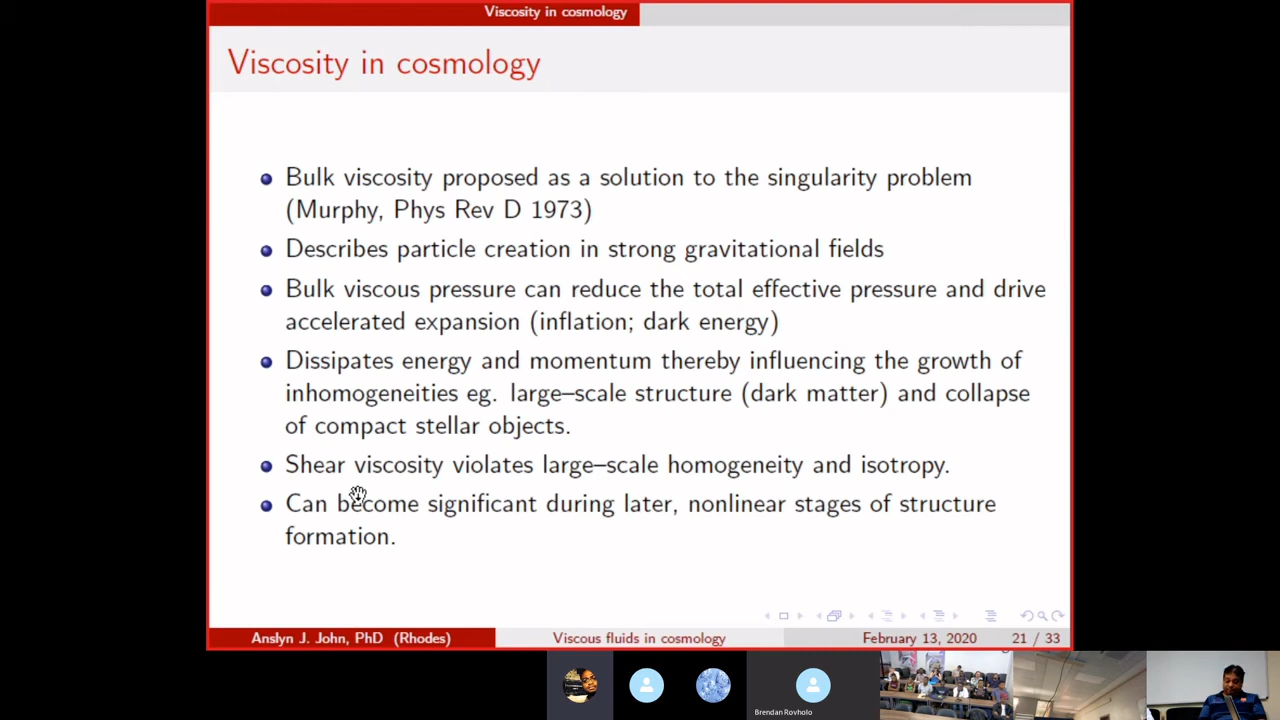 Viscosity in cosmology
Viscosity in cosmology
Bulk viscosity proposed as a solution to the singularity problem
(Murphy, Phys Rev D 1973)
Describes particle creation in strong gravitational fields
Bulk viscous pressure can reduce the total effective pressure and drive
accelerated expansion (inflation; dark energy)
Dissipates energy and momentum thereby influencing the growth of
inhomogeneities eg. large–scale structure (dark matter) and collapse
of compact stellar objects.
Shear viscosity violates large–scale homogeneity and isotropy.
Can become significant during later, nonlinear stages of structure
formation.
Anslyn J. John, PhD (Rhodes) Viscous fluids in cosmology February 13, 2020 21 / 33
Brendan Rovholo